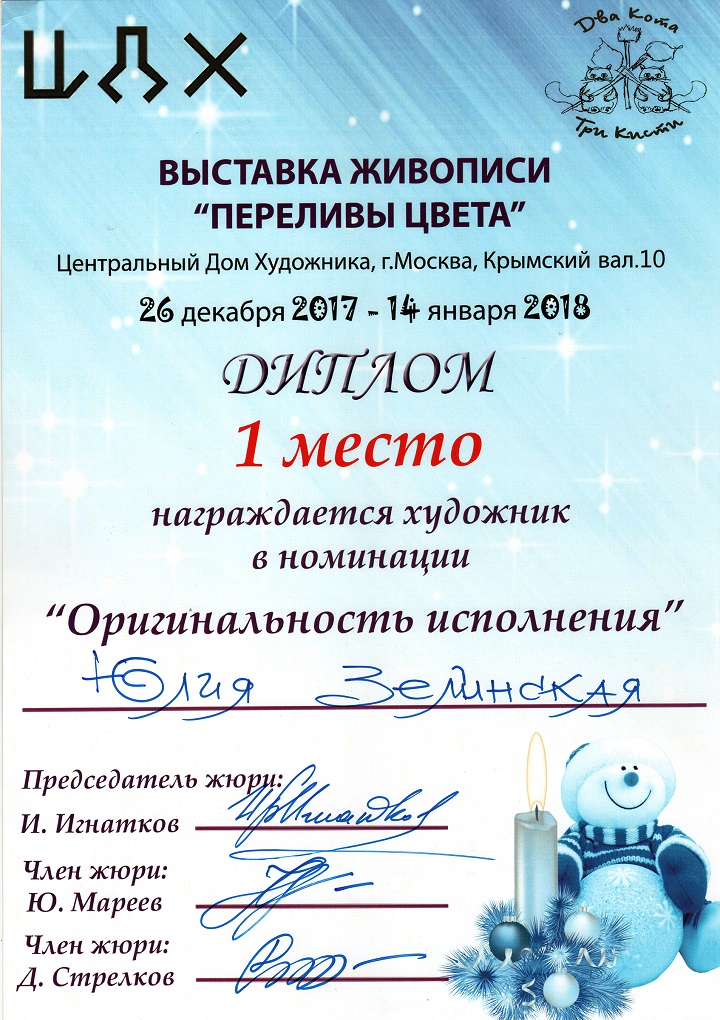 ЦДХ
Два Кота
Три Кисти
ВЫСТАВКА ЖИВОПИСИ
“ПЕРЕЛИВЫ ЦВЕТА”
Центральный Дом Художника, г.Москва, Крымский вал.10
26 декабря 2017 - 14 января 2018
ДИПЛОМ
1 место
награждается художник
в номинации
“Оригинальность исполнения”
Юлия Зелинская
Председатель жюри:
И. Игнатков
Член жюри:
Ю. Мареев
Член жюри:
Д. Стрелков